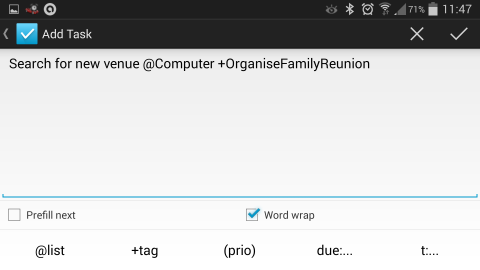 71% 11:47
Add Task
Search for new venue @Computer +OrganiseFamilyReunion
Prefill next Word wrap
@list +tag (prio) due:... t:...